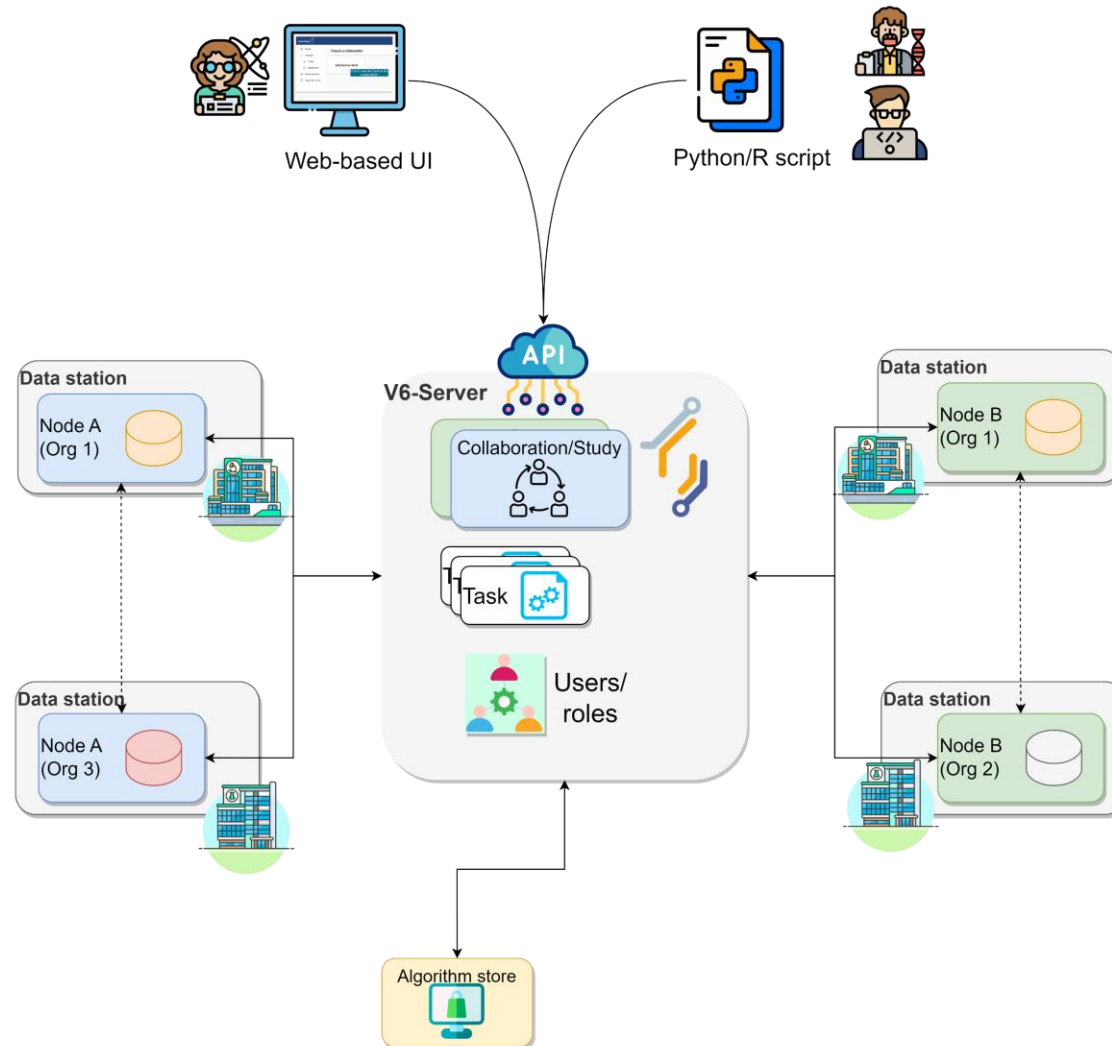 Web-based UI
Python/R script
API
V6-Server
Collaboration/Study
Task
Users/
roles
Data station
Node A
(Org 1)
Data station
Node A
(Org 3)
Data station
Node B
(Org 1)
Data station
Node B
(Org 2)
Algorithm store